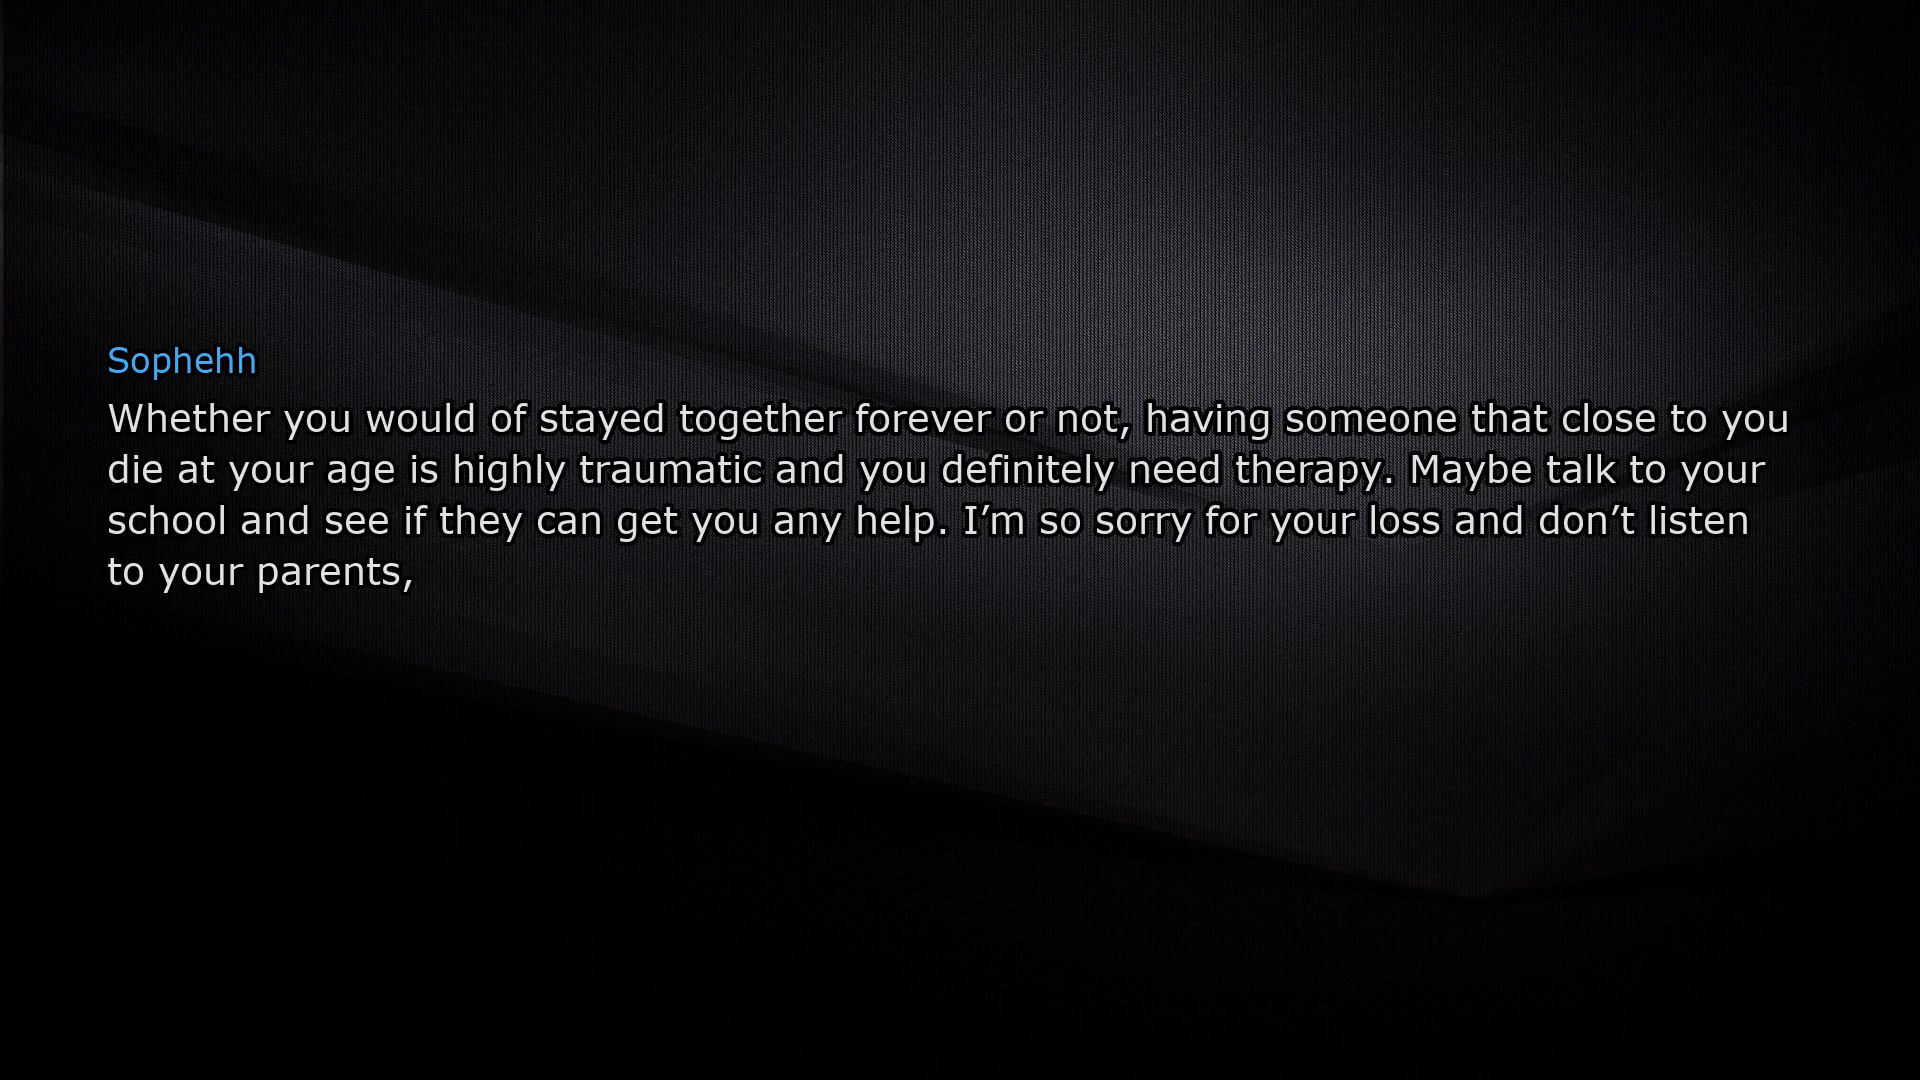 Sophehh
Whether you would of stayed together forever or not, having someone that close to you
die at your age is highly traumatic and you definitely need therapy. Maybe talk to your
school and see if they can get you any help. I’m so sorry for your loss and don’t listen
to your parents,